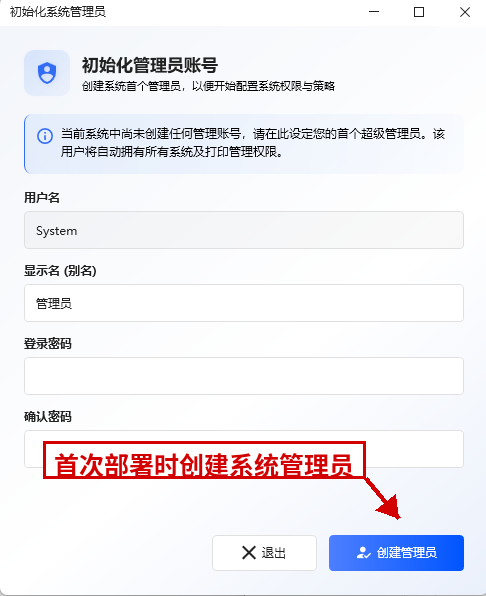 初始化系统管理员
初始化管理员账号
创建系统首个管理员，以便开始配置系统权限与策略
当前系统中尚未创建任何管理账号，请在此设定您的首个超级管理员。该
用户将自动拥有所有系统及打印管理权限。
用户名
System
显示名 (别名)
管理员
登录密码
确认密码
首次部署时创建系统管理员
退出
创建管理员